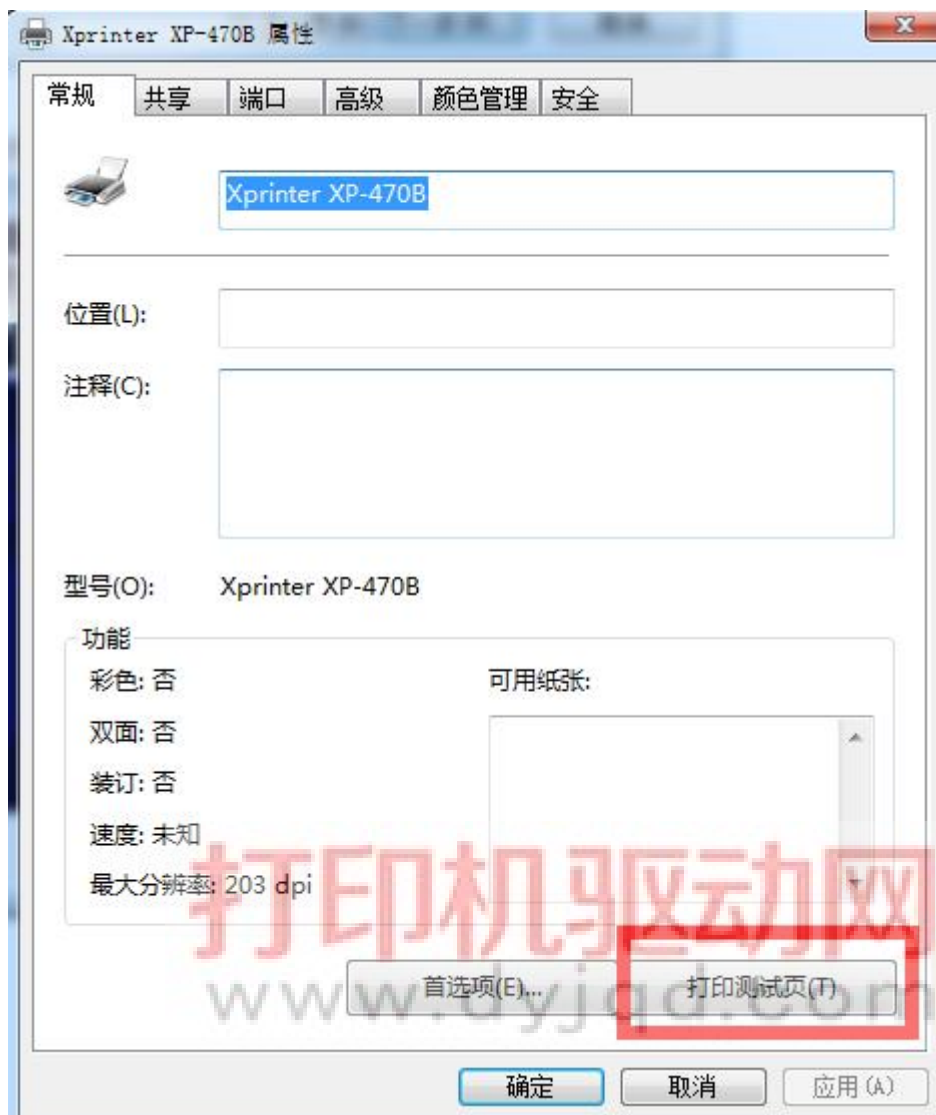 Xprinter XP-470B 属性
常规 共享 端口 高级 颜色管理 安全
Xprinter XP-470B
位置(L):
注释(C):
型号(O): Xprinter XP-470B
功能
彩色: 否 可用纸张:
双面: 否
装订: 否
速度: 未知
最大分辨率: 203 dpi
打印机驱动网
首选项(E)... 打印测试页(T)
www.dyjqd.com
确定 取消 应用(A)